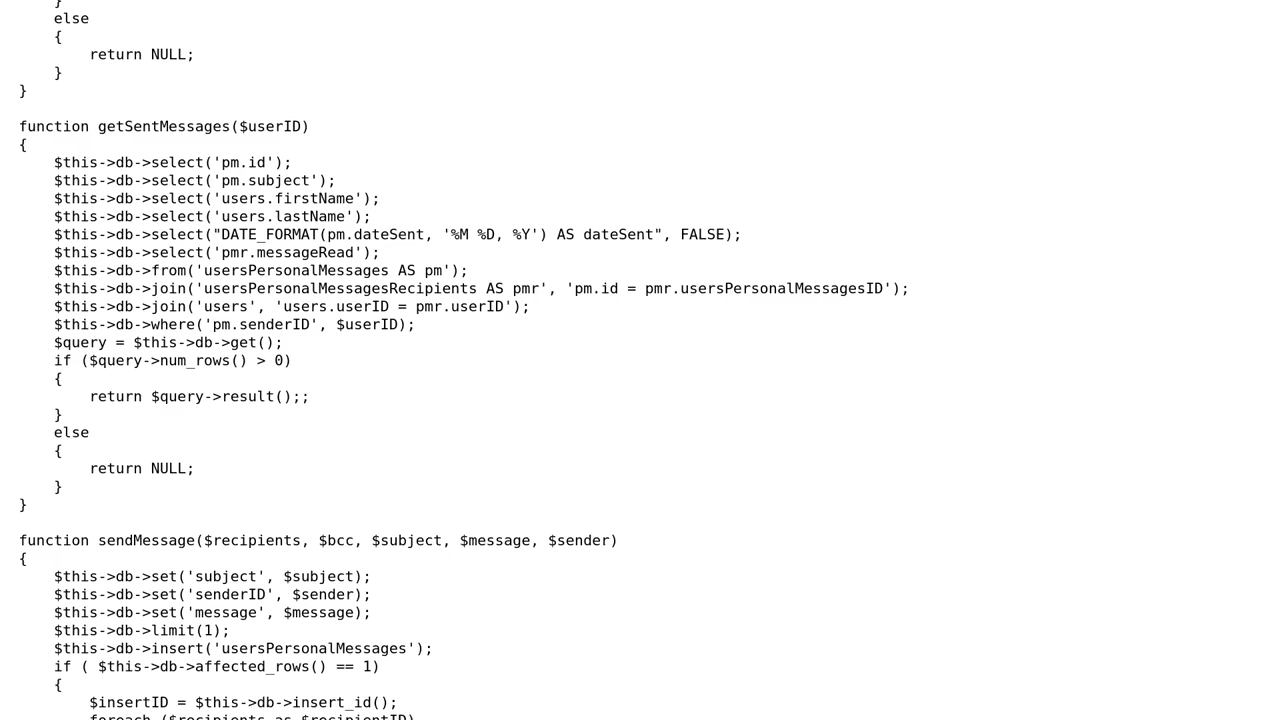 }
else
{
return NULL;
}
}
function getSentMessages($userID)
{
$this->db->select('pm.id');
$this->db->select('pm.subject');
$this->db->select('users.firstName');
$this->db->select('users.lastName');
$this->db->select("DATE_FORMAT(pm.dateSent, '%M %D, %Y') AS dateSent", FALSE);
$this->db->select('pmr.messageRead');
$this->db->from('usersPersonalMessages AS pm');
$this->db->join('usersPersonalMessagesRecipients AS pmr', 'pm.id = pmr.usersPersonalMessagesID');
$this->db->join('users', 'users.userID = pmr.userID');
$this->db->where('pm.senderID', $userID);
$query = $this->db->get();
if ($query->num_rows() > 0)
{
return $query->result();;
}
else
{
return NULL;
}
}
function sendMessage($recipients, $bcc, $subject, $message, $sender)
{
$this->db->set('subject', $subject);
$this->db->set('senderID', $sender);
$this->db->set('message', $message);
$this->db->limit(1);
$this->db->insert('usersPersonalMessages');
if ( $this->db->affected_rows() == 1)
{
$insertID = $this->db->insert_id();
foreach ($recipients as $recipientID)